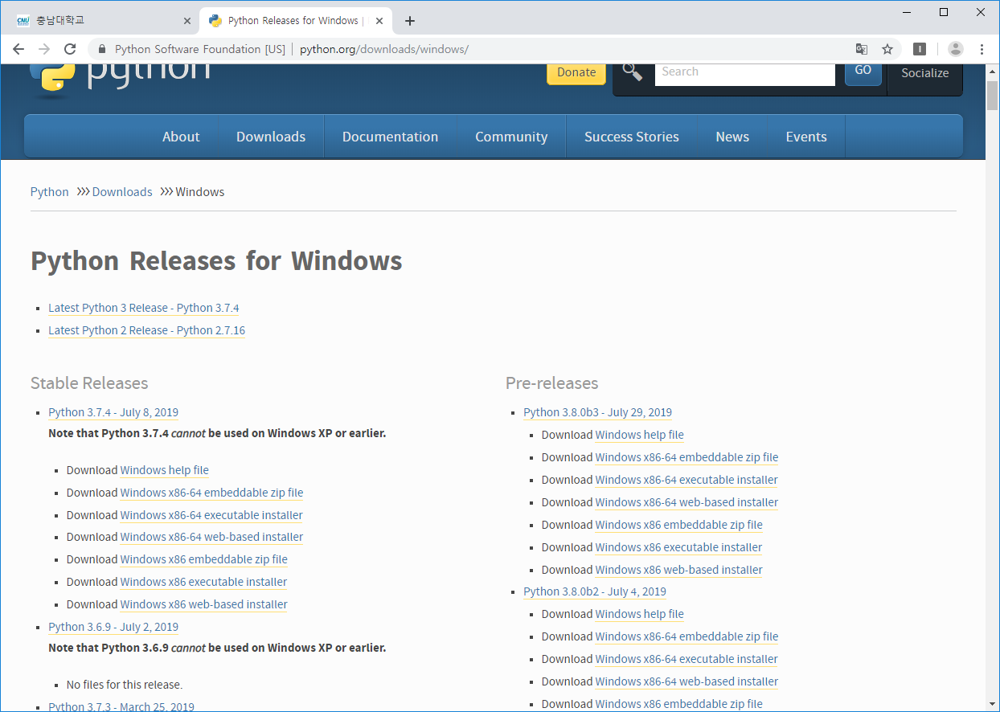 충남대학교
Python Releases for Windows |
Python Software Foundation [US] | python.org/downloads/windows/
python
Donate
Search
GO
Socialize
About Downloads Documentation Community Success Stories News Events
Python >>> Downloads >>> Windows
Python Releases for Windows
Latest Python 3 Release - Python 3.7.4
Latest Python 2 Release - Python 2.7.16
Stable Releases
Python 3.7.4 - July 8, 2019
Note that Python 3.7.4 cannot be used on Windows XP or earlier.
Download Windows help file
Download Windows x86-64 embeddable zip file
Download Windows x86-64 executable installer
Download Windows x86-64 web-based installer
Download Windows x86 embeddable zip file
Download Windows x86 executable installer
Download Windows x86 web-based installer
Python 3.6.9 - July 2, 2019
Note that Python 3.6.9 cannot be used on Windows XP or earlier.
No files for this release.
Python 3.7.3 - March 25, 2019
Pre-releases
Python 3.8.0b3 - July 29, 2019
Download Windows help file
Download Windows x86-64 embeddable zip file
Download Windows x86-64 executable installer
Download Windows x86-64 web-based installer
Download Windows x86 embeddable zip file
Download Windows x86 executable installer
Download Windows x86 web-based installer
Python 3.8.0b2 - July 4, 2019
Download Windows help file
Download Windows x86-64 embeddable zip file
Download Windows x86-64 executable installer
Download Windows x86-64 web-based installer
Download Windows x86 embeddable zip file